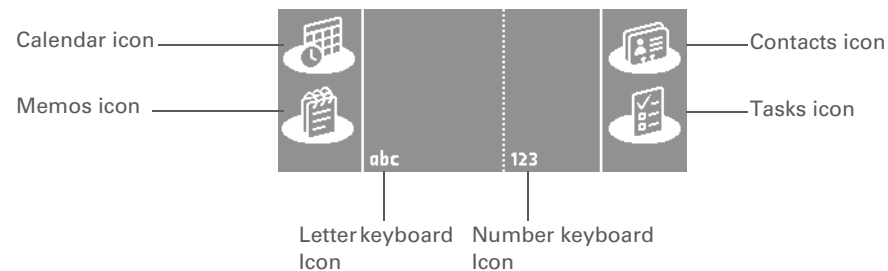 Calendar icon
Contacts icon
Memos icon
Tasks icon
abc
123
Letter keyboard
Icon
Number keyboard
Icon